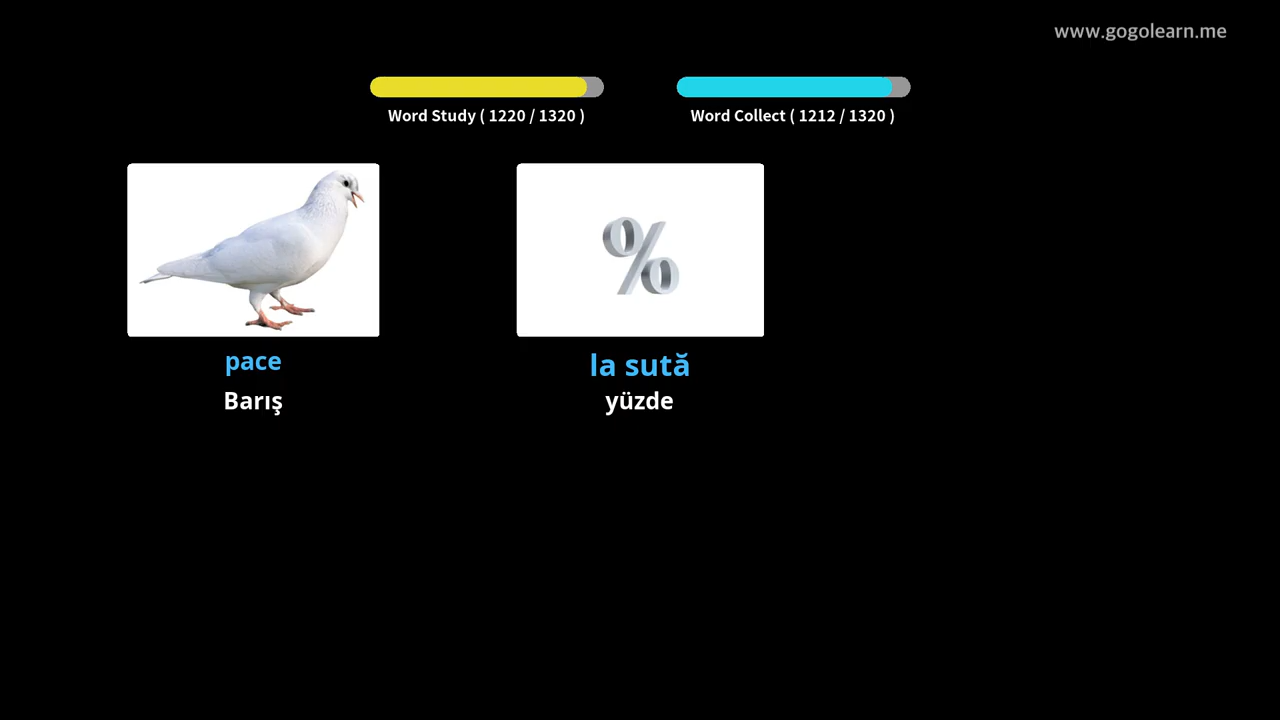 www.gogolearn.me
Word Study ( 1220 / 1320 )
Word Collect ( 1212 / 1320 )
%
pace
Barış
la sută
yüzde